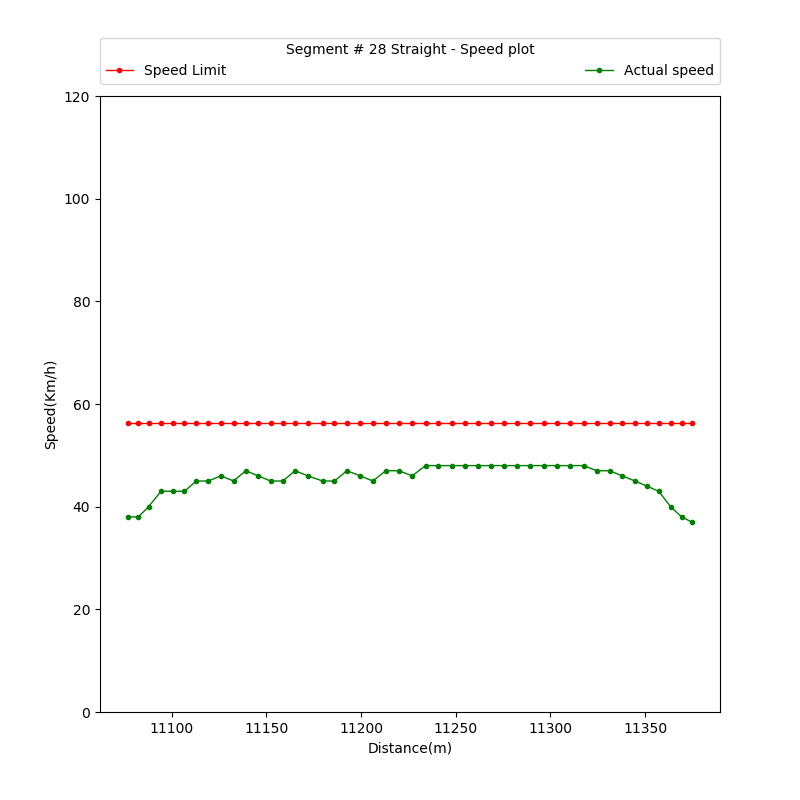 Segment # 28 Straight - Speed plot
Speed Limit
Actual speed
120
100
80
60
40
20
0
Speed(Km/h)
11100 11150 11200 11250 11300 11350
Distance(m)